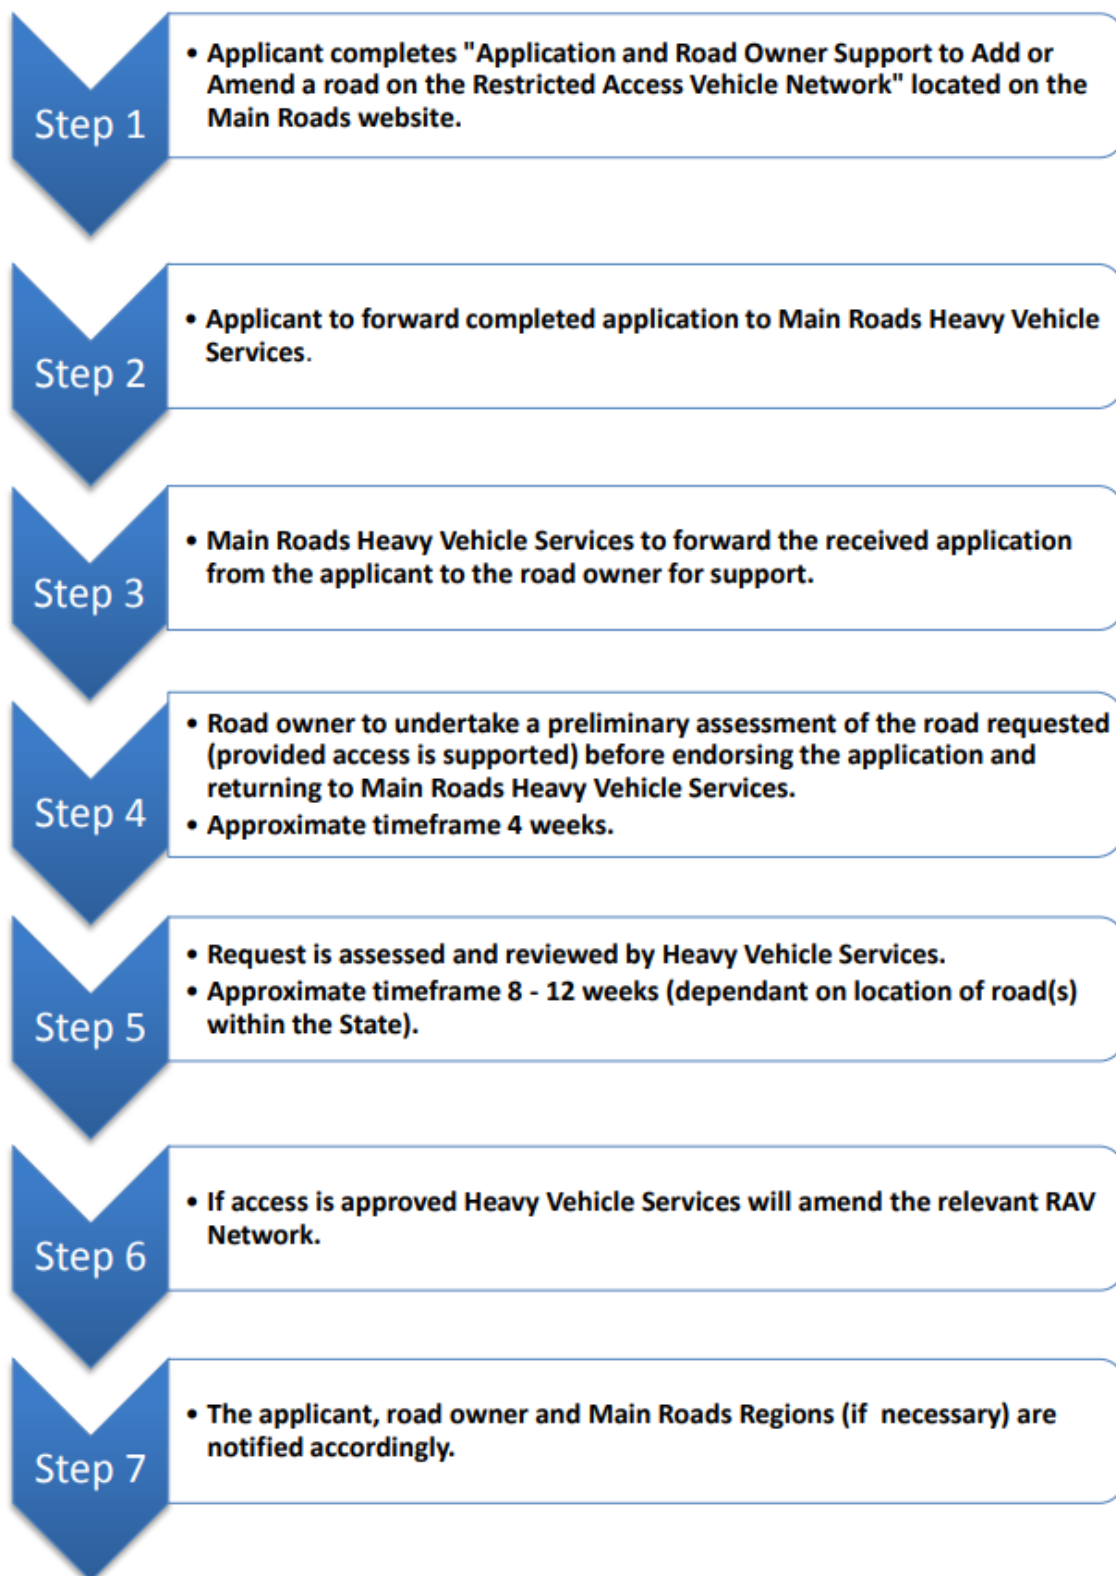 Step 1
• Applicant completes "Application and Road Owner Support to Add or
Amend a road on the Restricted Access Vehicle Network" located on the
Main Roads website.
Step 2
• Applicant to forward completed application to Main Roads Heavy Vehicle
Services.
Step 3
• Main Roads Heavy Vehicle Services to forward the received application
from the applicant to the road owner for support.
Step 4
• Road owner to undertake a preliminary assessment of the road requested
(provided access is supported) before endorsing the application and
returning to Main Roads Heavy Vehicle Services.
• Approximate timeframe 4 weeks.
Step 5
• Request is assessed and reviewed by Heavy Vehicle Services.
• Approximate timeframe 8 - 12 weeks (dependant on location of road(s)
within the State).
Step 6
• If access is approved Heavy Vehicle Services will amend the relevant RAV
Network.
Step 7
• The applicant, road owner and Main Roads Regions (if  necessary) are
notified accordingly.